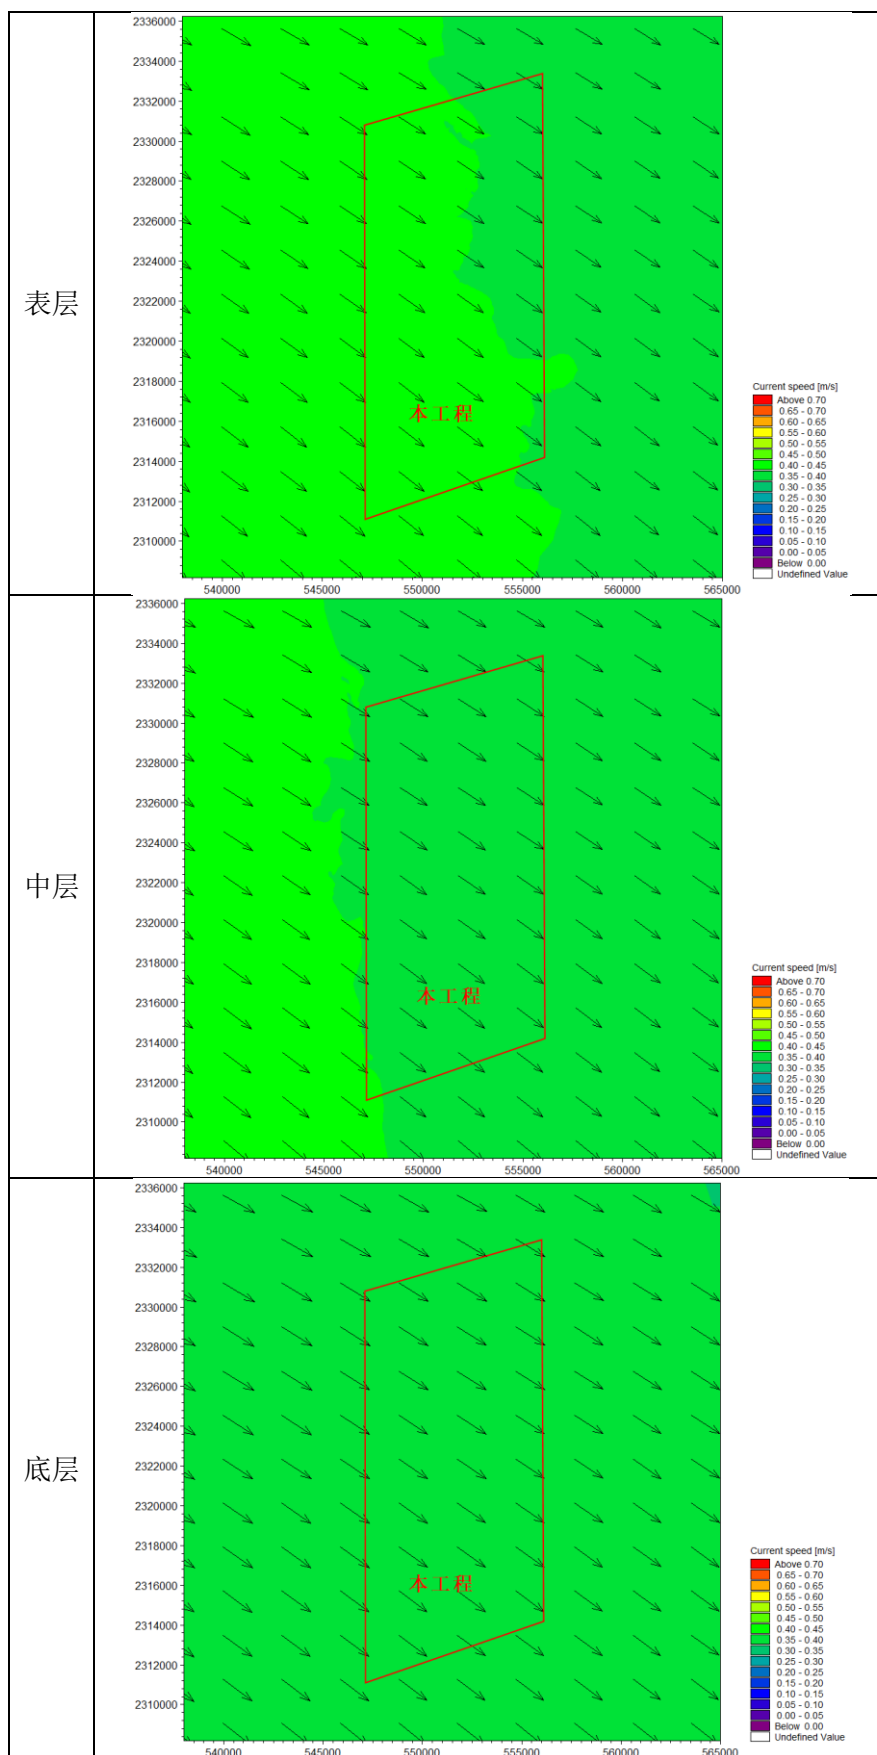 表层
2336000
2334000
2332000
2330000
2328000
2326000
2324000
2322000
2320000
2318000
2316000
2314000
2312000
2310000
本工程
540000 545000 550000 555000 560000 565000
Current speed [m/s]
Above 0.70
0.65 - 0.70
0.60 - 0.65
0.55 - 0.60
0.50 - 0.55
0.45 - 0.50
0.40 - 0.45
0.35 - 0.40
0.30 - 0.35
0.25 - 0.30
0.20 - 0.25
0.15 - 0.20
0.10 - 0.15
0.05 - 0.10
0.00 - 0.05
Below 0.00
Undefined Value
中层
2336000
2334000
2332000
2330000
2328000
2326000
2324000
2322000
2320000
2318000
2316000
2314000
2312000
2310000
本工程
540000 545000 550000 555000 560000 565000
Current speed [m/s]
Above 0.70
0.65 - 0.70
0.60 - 0.65
0.55 - 0.60
0.50 - 0.55
0.45 - 0.50
0.40 - 0.45
0.35 - 0.40
0.30 - 0.35
0.25 - 0.30
0.20 - 0.25
0.15 - 0.20
0.10 - 0.15
0.05 - 0.10
0.00 - 0.05
Below 0.00
Undefined Value
底层
2336000
2334000
2332000
2330000
2328000
2326000
2324000
2322000
2320000
2318000
2316000
2314000
2312000
2310000
本工程
540000 545000 550000 555000 560000 565000
Current speed [m/s]
Above 0.70
0.65 - 0.70
0.60 - 0.65
0.55 - 0.60
0.50 - 0.55
0.45 - 0.50
0.40 - 0.45
0.35 - 0.40
0.30 - 0.35
0.25 - 0.30
0.20 - 0.25
0.15 - 0.20
0.10 - 0.15
0.05 - 0.10
0.00 - 0.05
Below 0.00
Undefined Value